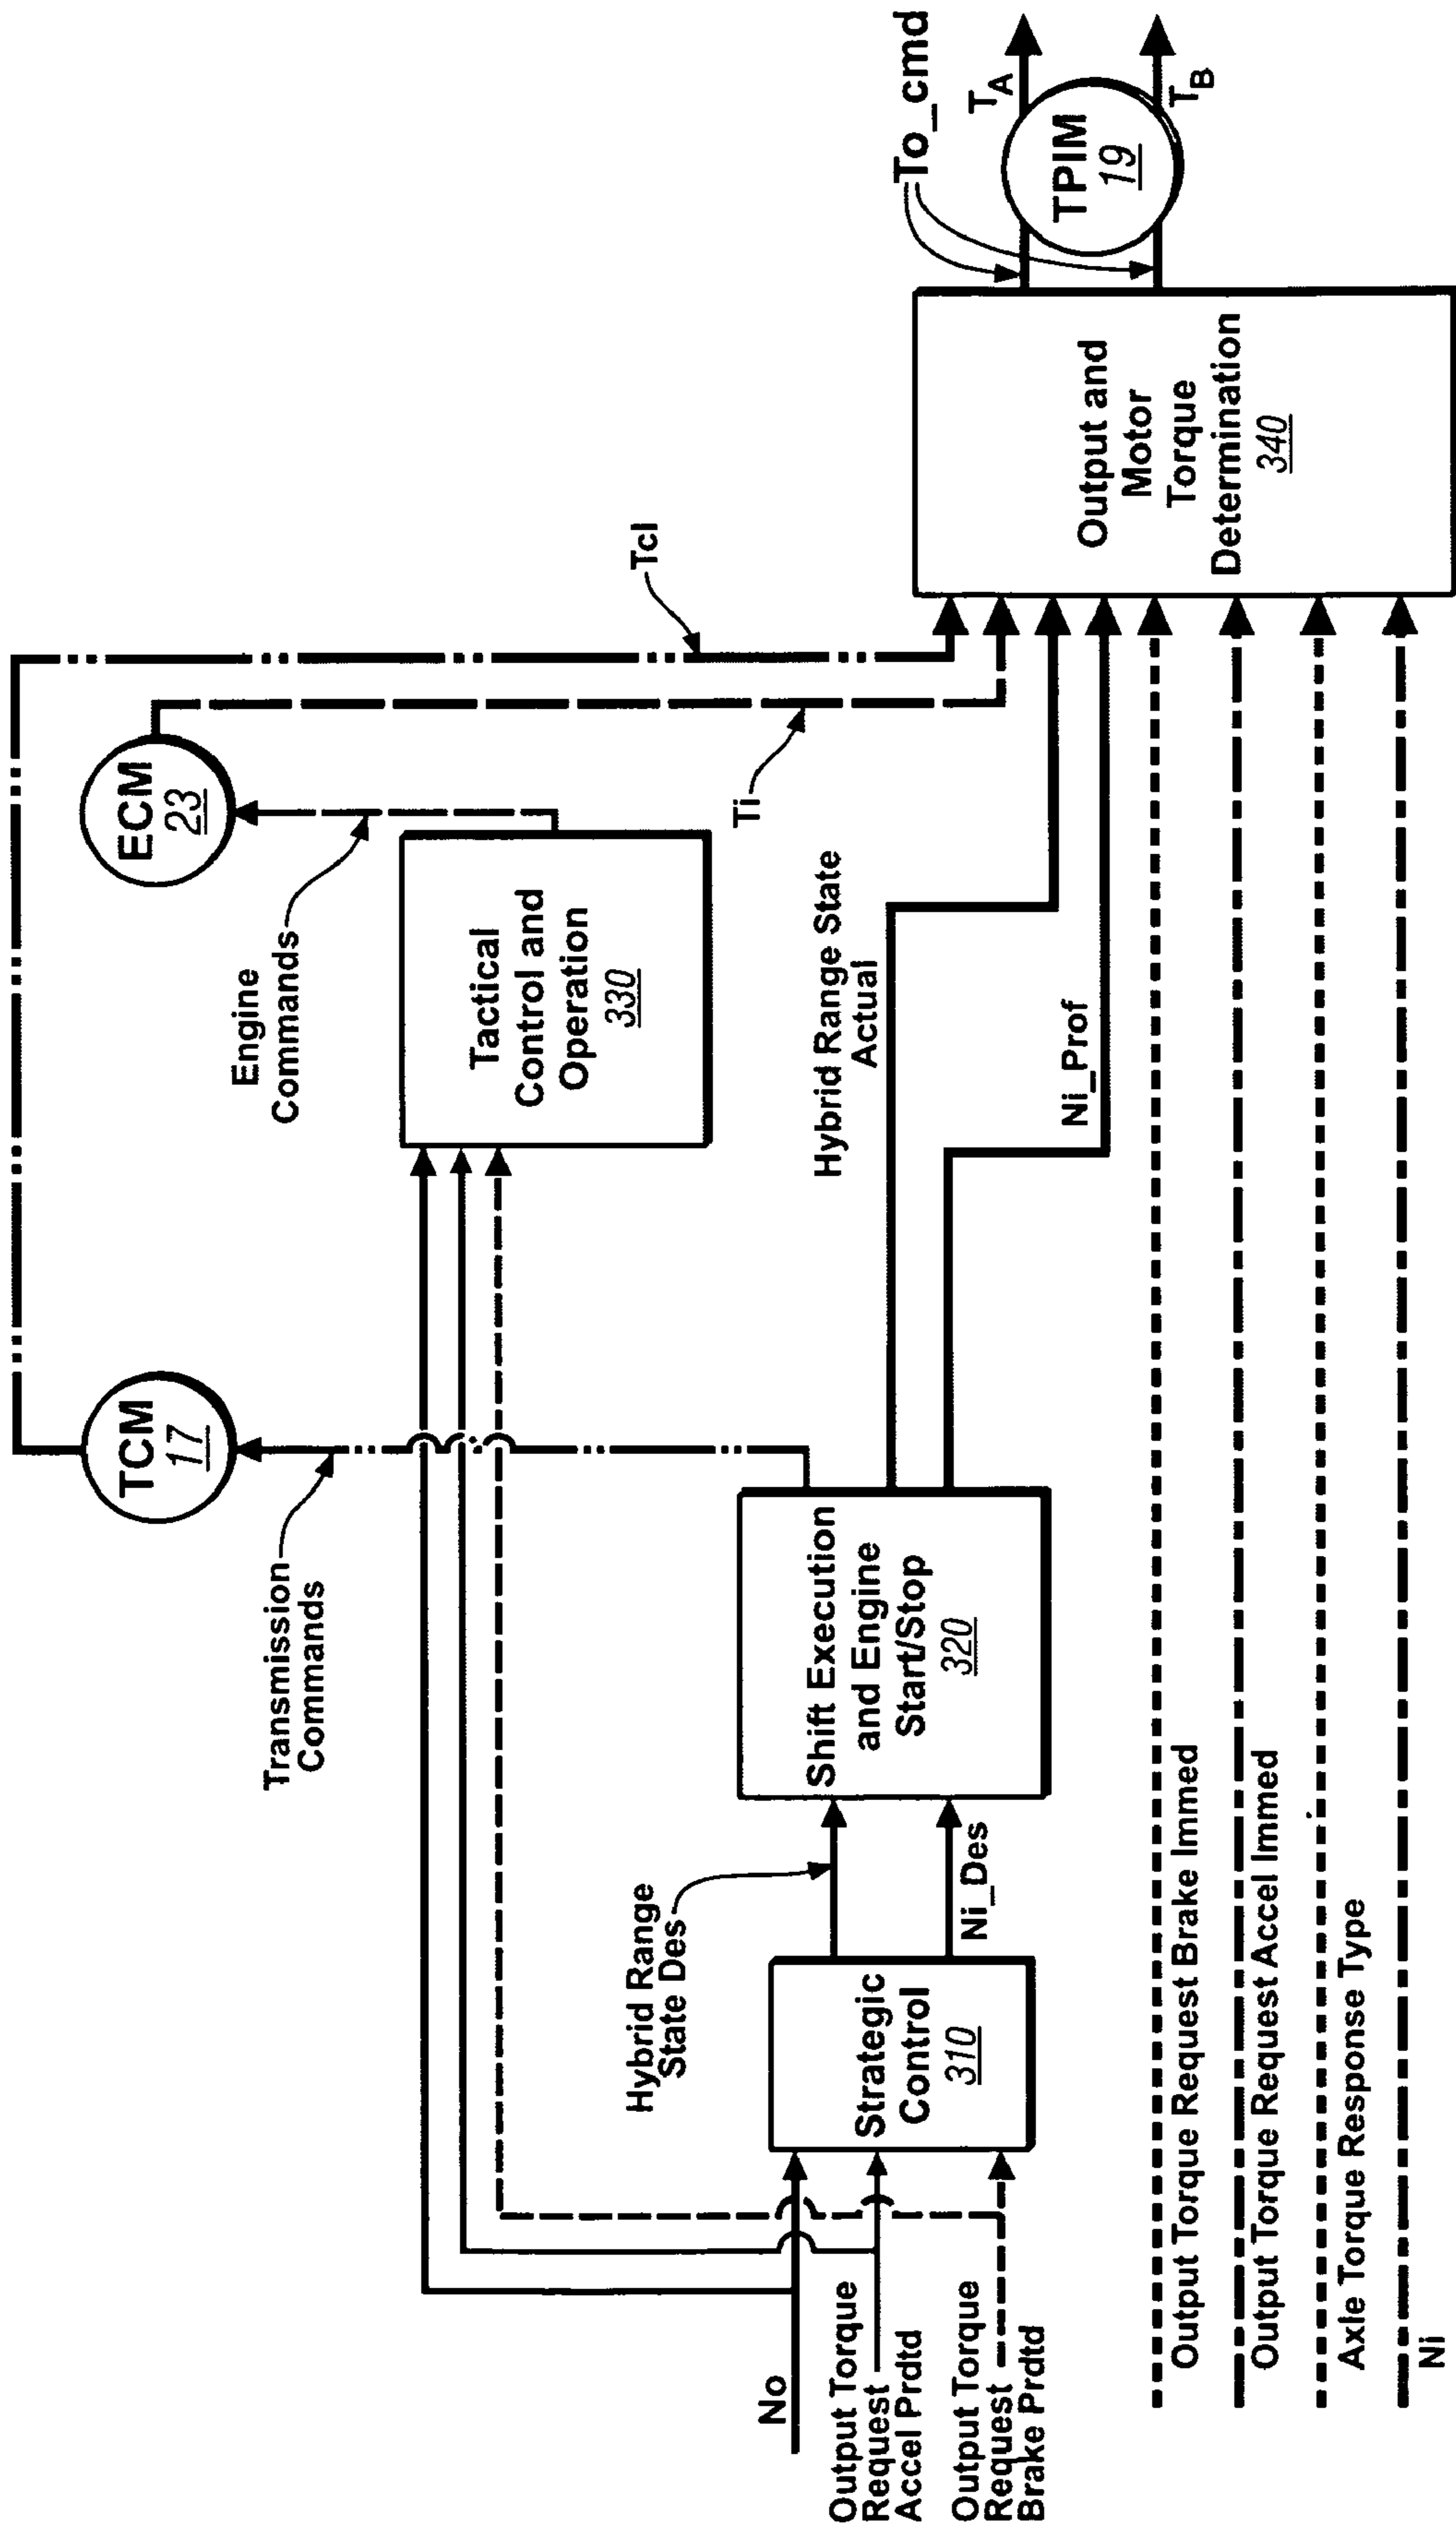 No
Output Torque
Request
Accel Prdtd
Output Torque
Request
Brake Prdtd
Strategic
Control
310
Hybrid Range
State Des
Ni_Des
Shift Execution
and Engine
Start/Stop
320
Transmission
Commands
TCM
17
Tactical
Control and
Operation
330
Engine
Commands
ECM
23
Hybrid Range State
Actual
Ni_Prof
Ti
Tcl
Output Torque Request Brake Immed
Output Torque Request Accel Immed
Axle Torque Response Type
Ni
Output and
Motor
Torque
Determination
340
To_cmd
TPIM
19
TA
TB